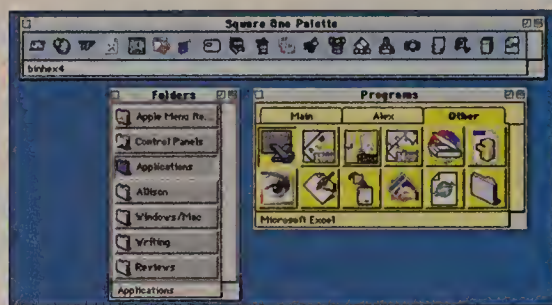 Square One Palette
binhex4
Folders
Apple Menu Ite...
Control Panels
Applications
Allison
Windows/Mac
Writing
Reviews
Applications
Programs
Main Alex Other
Microsoft Excel